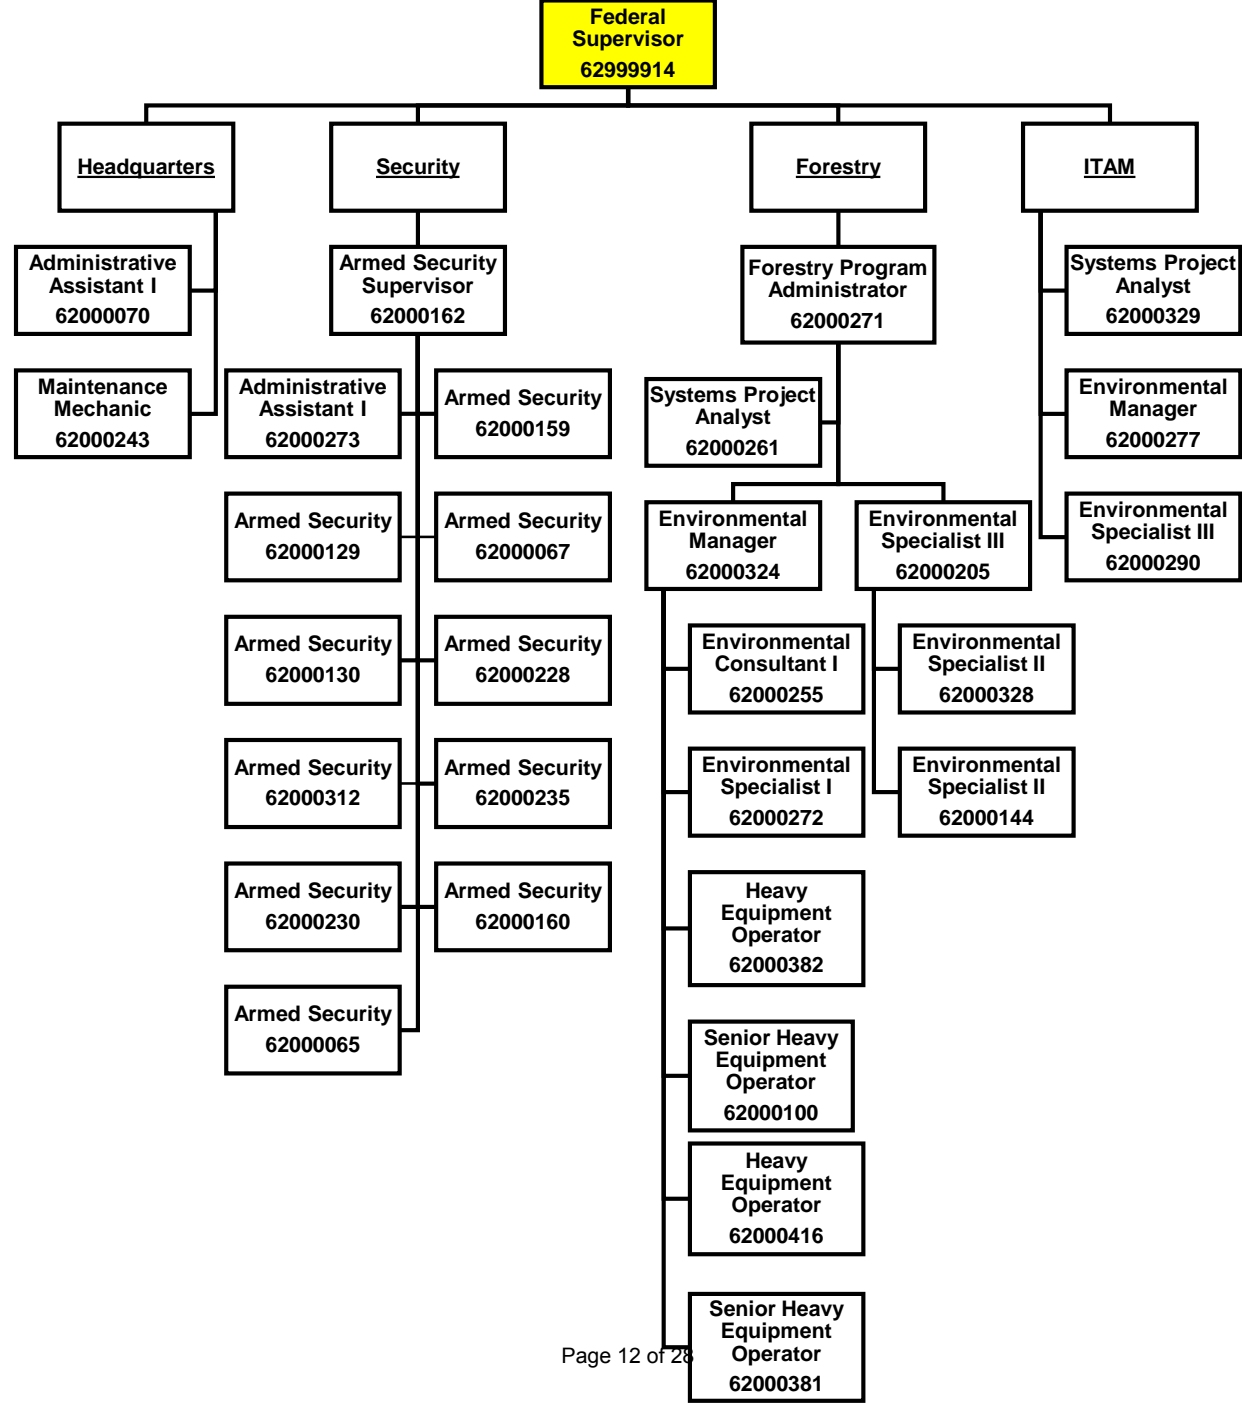 Federal
Supervisor
62999914
Headquarters
Security
Forestry
ITAM
Administrative
Assistant I
62000070
Maintenance
Mechanic
62000243
Armed Security
Supervisor
62000162
Administrative
Assistant I
62000273
Armed Security
62000159
Armed Security
62000129
Armed Security
62000067
Armed Security
62000130
Armed Security
62000228
Armed Security
62000312
Armed Security
62000235
Armed Security
62000230
Armed Security
62000160
Armed Security
62000065
Forestry Program
Administrator
62000271
Systems Project
Analyst
62000261
Environmental
Manager
62000324
Environmental
Consultant I
62000255
Environmental
Specialist I
62000272
Heavy
Equipment
Operator
62000382
Senior Heavy
Equipment
Operator
62000100
Heavy
Equipment
Operator
62000416
Senior Heavy
Equipment
Operator
62000381
Environmental
Specialist III
62000205
Environmental
Specialist II
62000328
Environmental
Specialist II
62000144
Systems Project
Analyst
62000329
Environmental
Manager
62000277
Environmental
Specialist III
62000290
Page 12 of 28